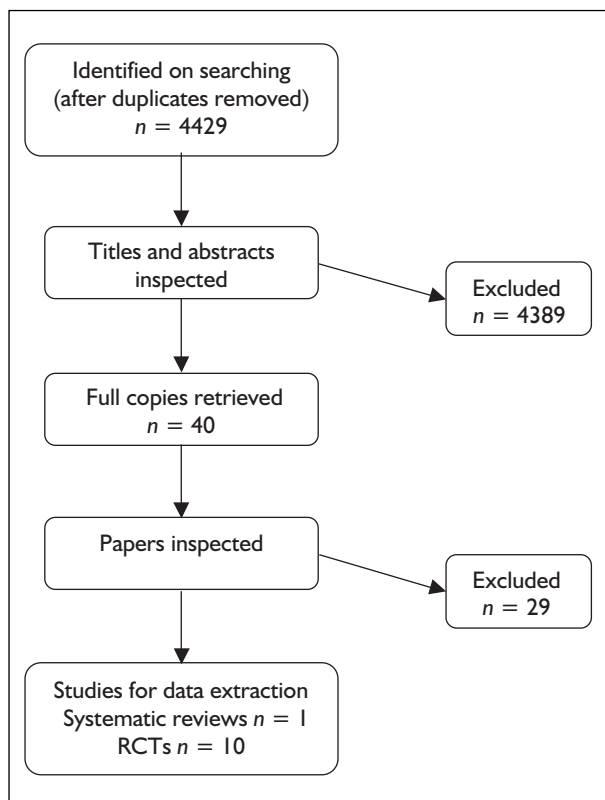 Identified on searching
(after duplicates removed)
n = 4429
Titles and abstracts
inspected
Excluded
n = 4389
Full copies retrieved
n = 40
Papers inspected
Excluded
n = 29
Studies for data extraction
Systematic reviews n = 1
RCTs n = 10